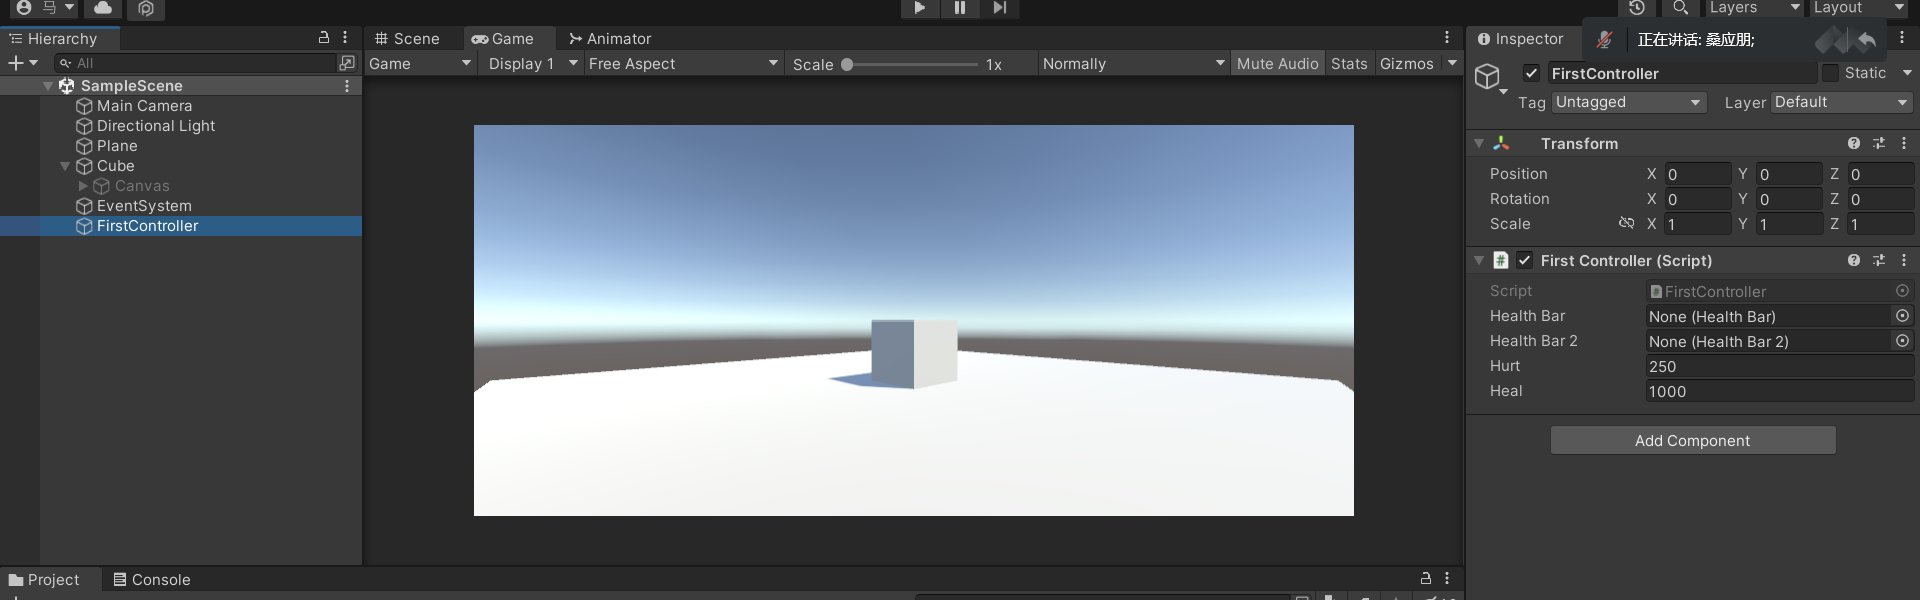 马
Layers
Layout
Hierarchy
Scene
Game
Animator
Inspector
正在讲话: 桑应朋;
All
Game
Display 1
Free Aspect
Scale
1x
Normally
Mute Audio
Stats
Gizmos
FirstController
Static
SampleScene
Main Camera
Directional Light
Plane
Cube
Canvas
EventSystem
FirstController
Tag Untagged
Layer Default
Transform
Position X 0 Y 0 Z 0
Rotation X 0 Y 0 Z 0
Scale X 1 Y 1 Z 1
# First Controller (Script)
Script FirstController
Health Bar None (Health Bar)
Health Bar 2 None (Health Bar 2)
Hurt 250
Heal 1000
Add Component
Project
Console